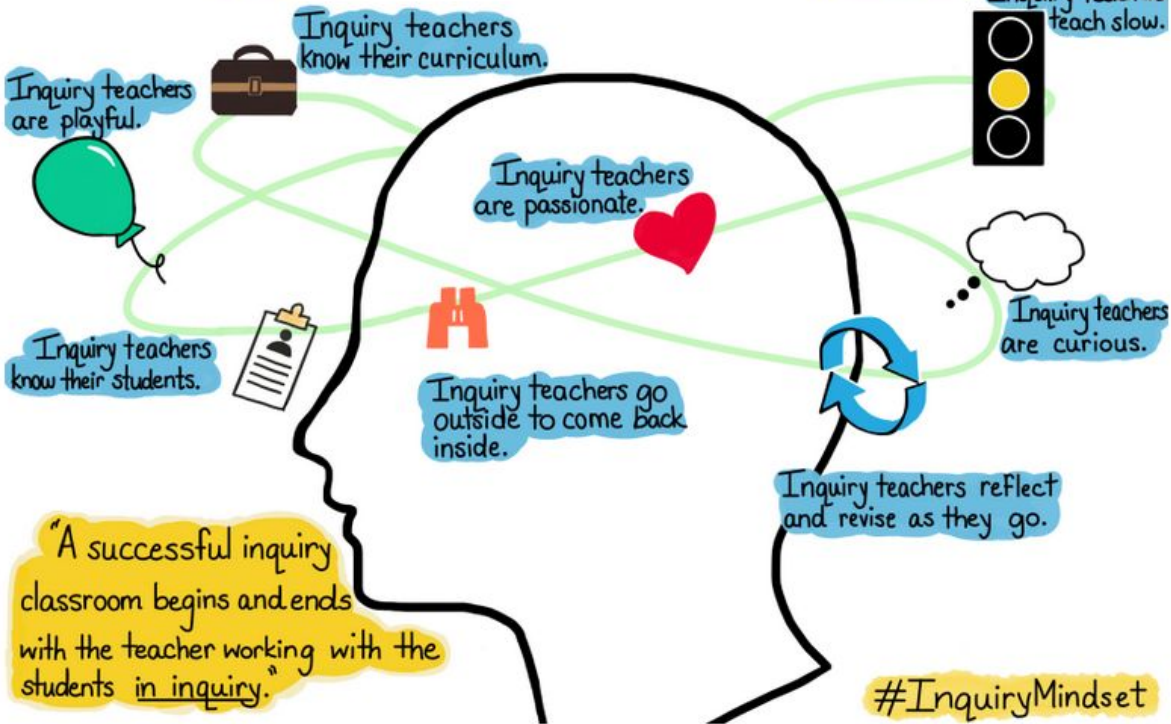 Inquiry teachers
know their curriculum.
teach slow.
Inquiry teachers
are playful.
Inquiry teachers
are passionate.
Inquiry teachers
are curious.
Inquiry teachers
know their students.
Inquiry teachers go
outside to come back
inside.
Inquiry teachers reflect
and revise as they go.
"A successful inquiry
classroom begins and ends
with the teacher working with the
students in inquiry."
#InquiryMindset